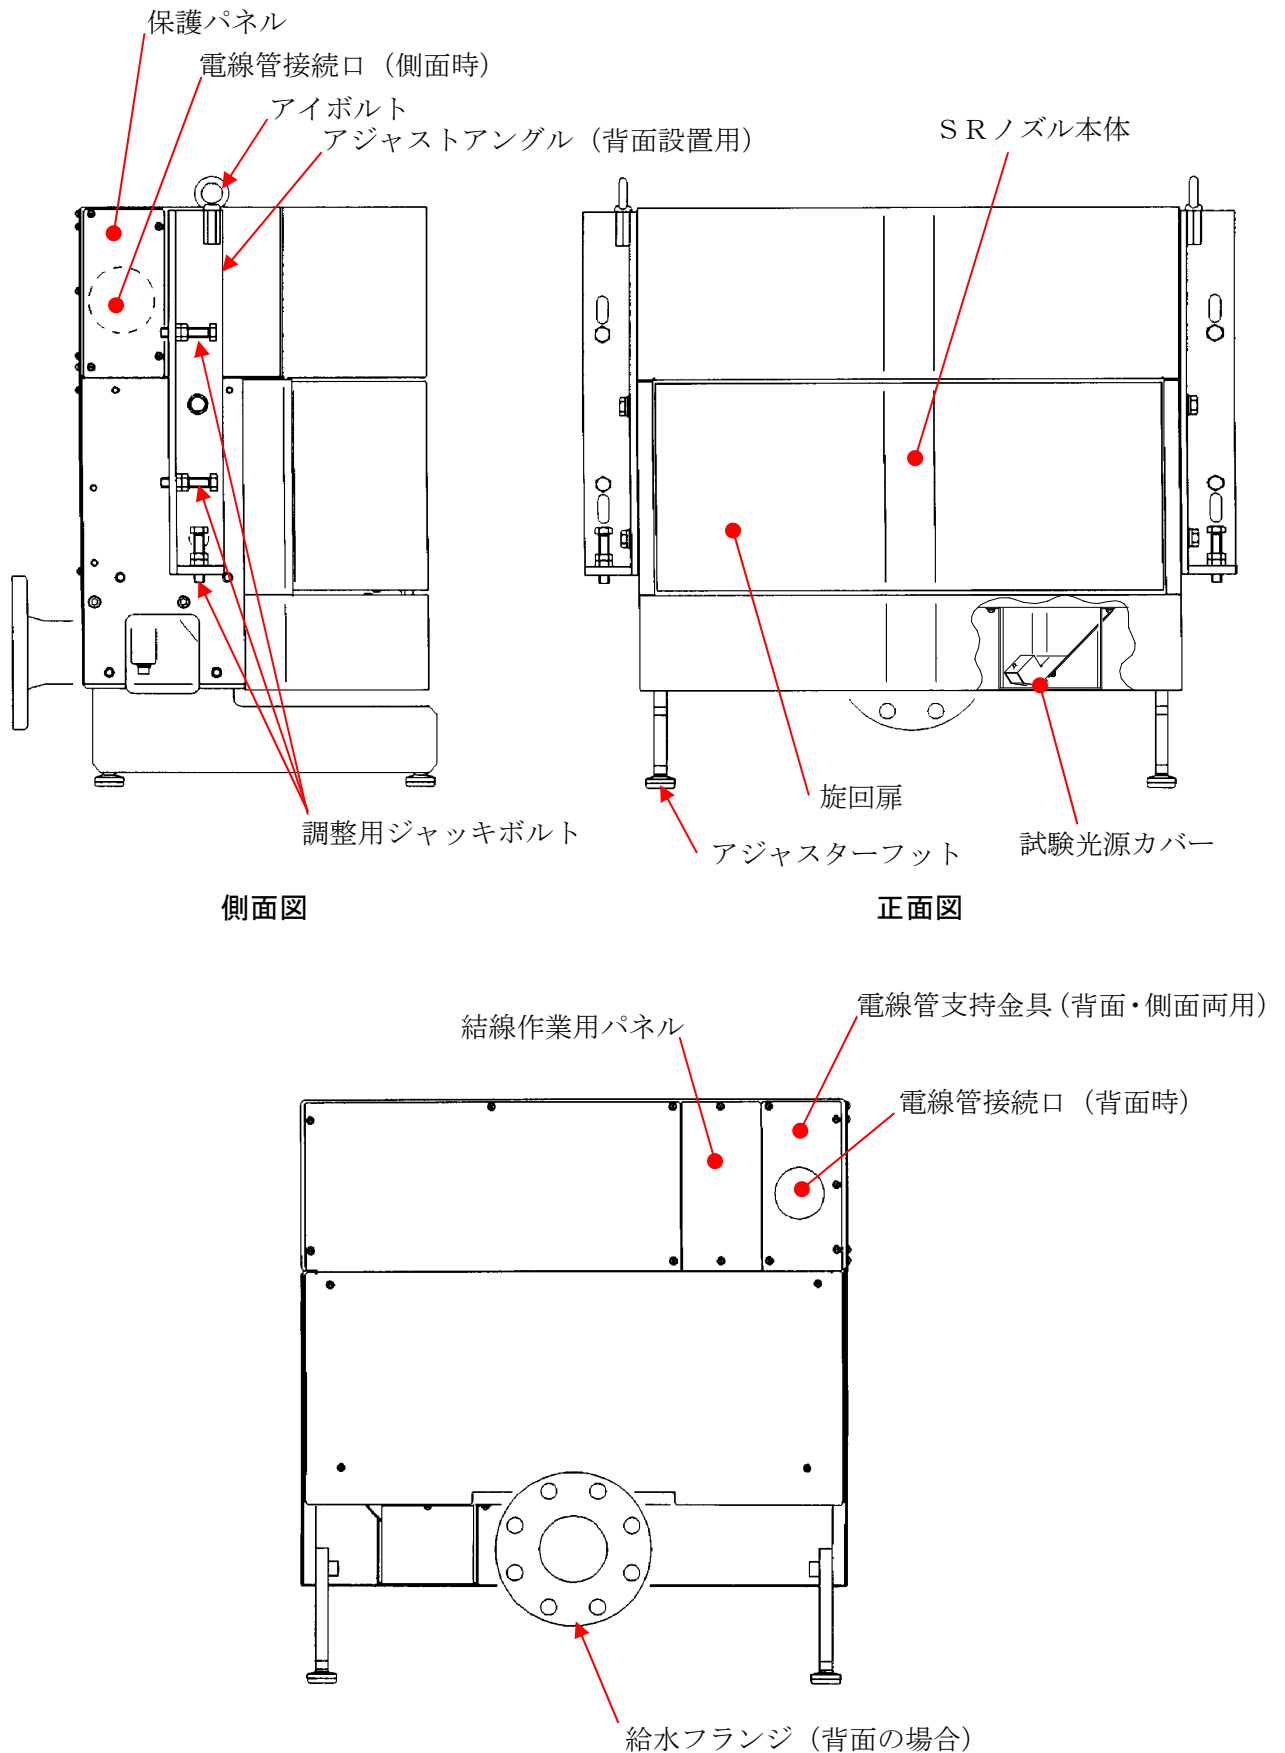 保護パネル
電線管接続口（側面時）
アイボルト
アジャストアングル（背面設置用）
ＳＲノズル本体
旋回扉
調整用ジャッキボルト
アジャスターフット
試験光源カバー
側面図
正面図
電線管支持金具（背面・側面両用）
結線作業用パネル
電線管接続口（背面時）
給水フランジ（背面の場合）